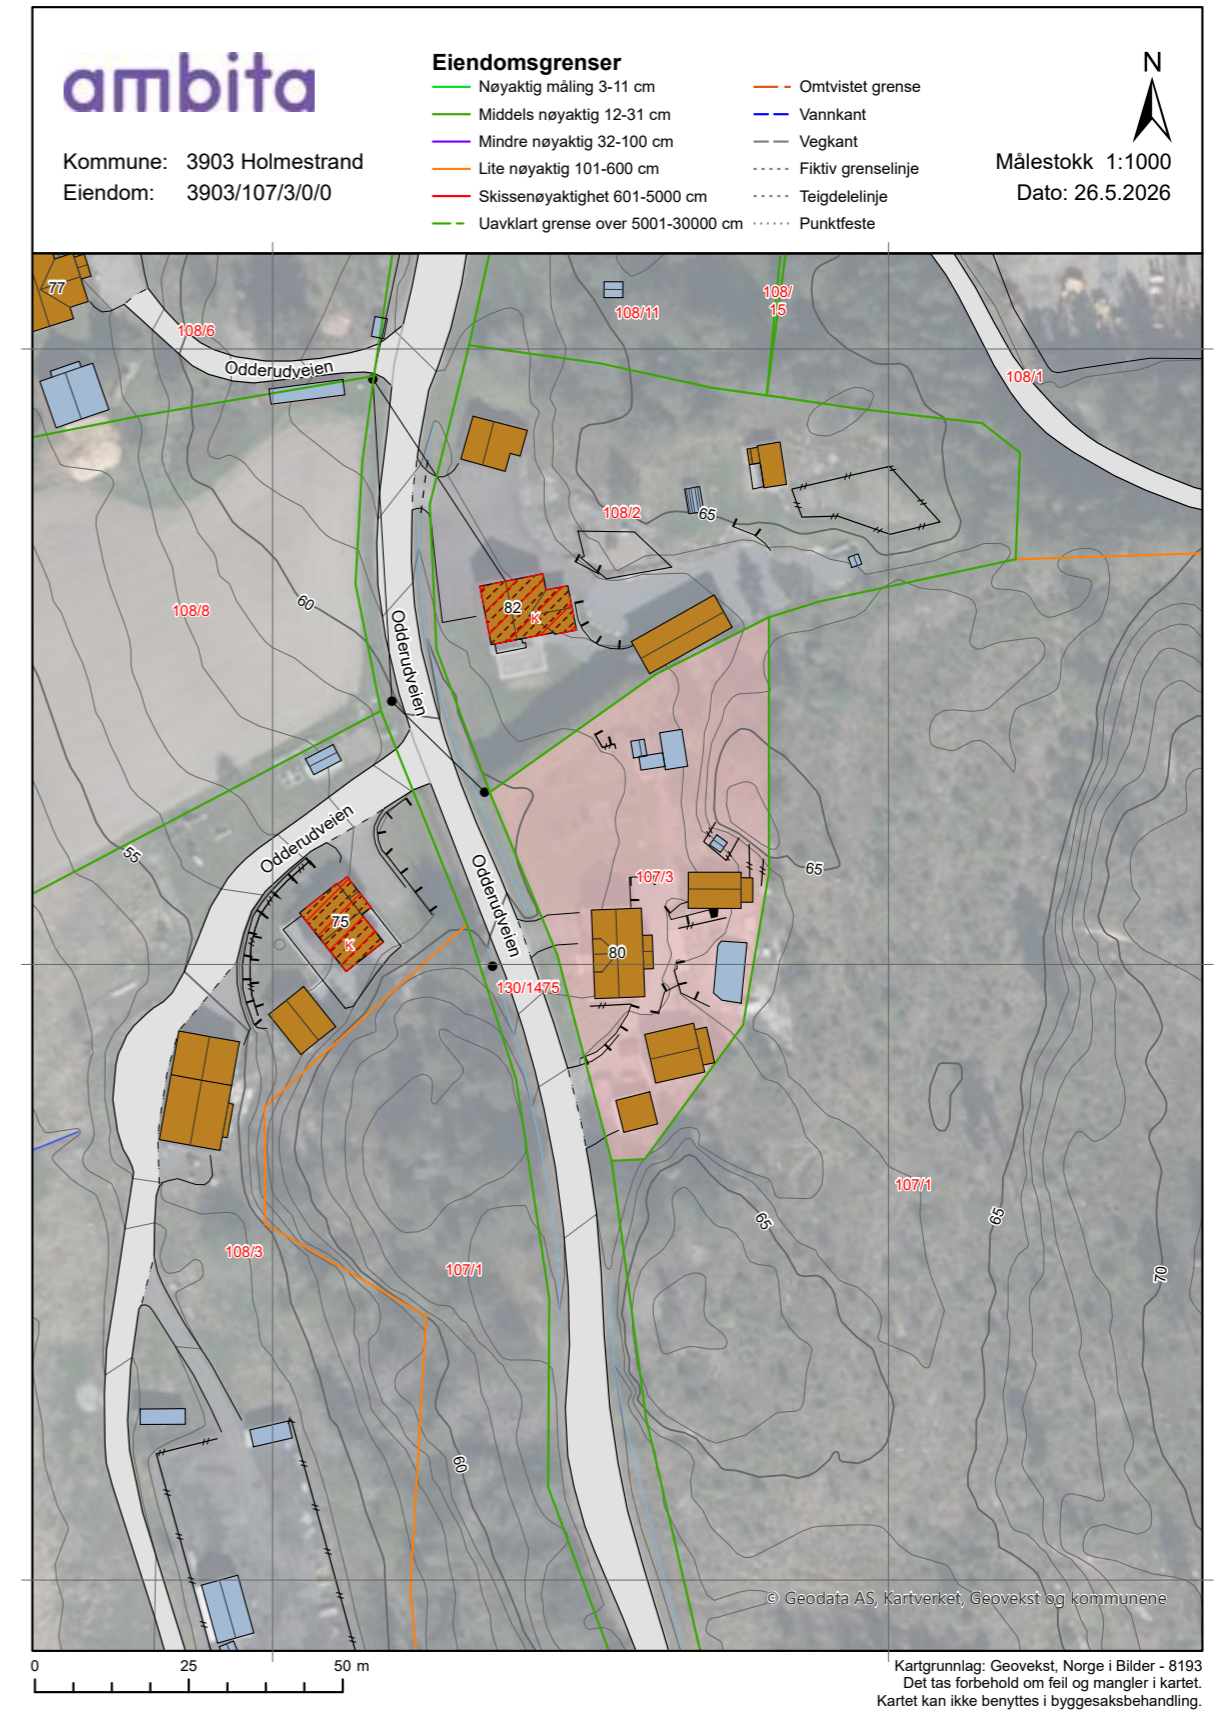 ambita
Kommune: 3903 Holmestrand
Eiendom: 3903/107/3/0/0
Eiendomsgrenser
Nøyaktig måling 3-11 cm
Middels nøyaktig 12-31 cm
Mindre nøyaktig 32-100 cm
Lite nøyaktig 101-600 cm
Skissenøyaktighet 601-5000 cm
Uavklart grense over 5001-30000 cm
Omtvistet grense
Vannkant
Vegkant
Fiktiv grenselinje
Teigdelelinje
Punktfeste
N
Målestokk 1:1000
Dato: 26.5.2026
77
108/6
108/11
108/
15
108/1
Odderudveien
108/2
65
60
108/8
82
K
Odderudveien
55
Odderudveien
Odderudveien
65
107/3
75
K
80
130/1475
107/1
65
65
108/3
107/1
70
60
© Geodata AS, Kartverket, Geovekst og kommunene
0 25 50 m
Kartgrunnlag: Geovekst, Norge i Bilder - 8193
Det tas forbehold om feil og mangler i kartet.
Kartet kan ikke benyttes i byggesaksbehandling.